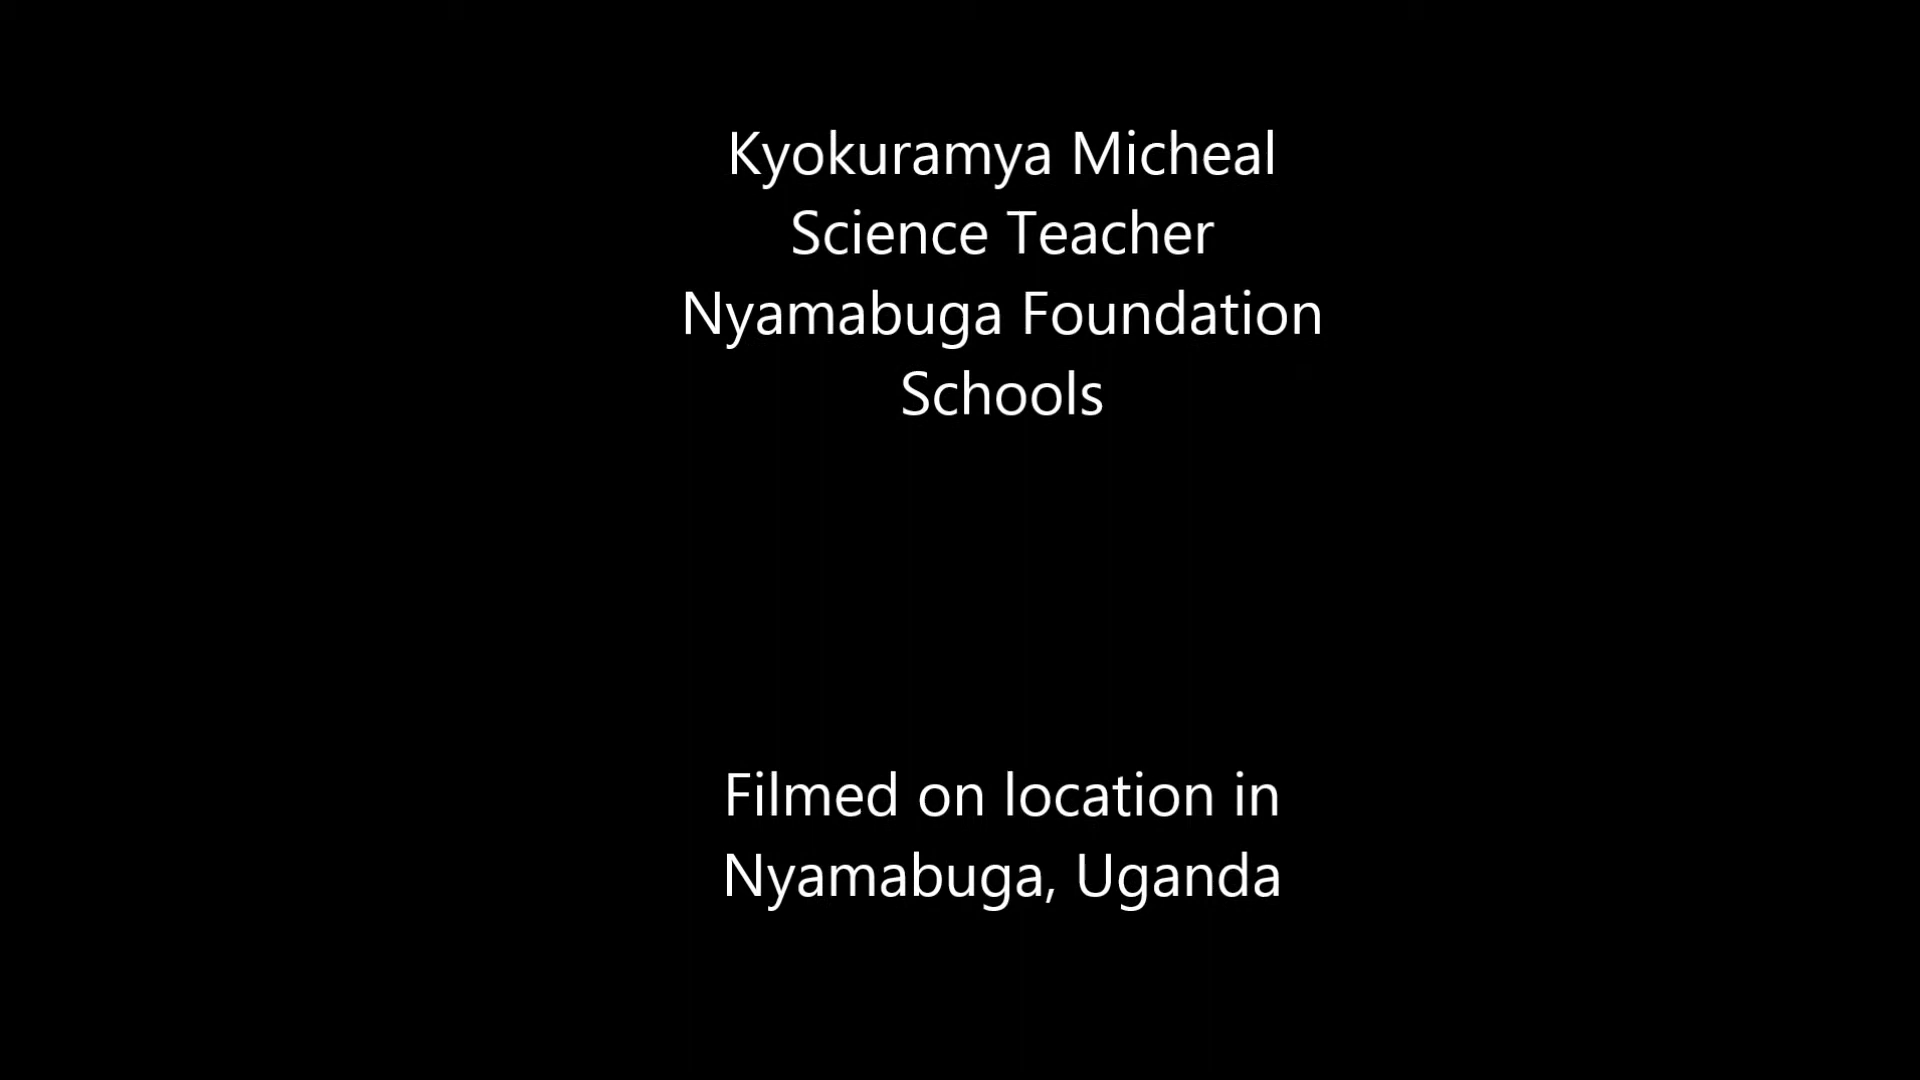 Kyokuramya Micheal
Science Teacher
Nyamabuga Foundation
Schools
Filmed on location in
Nyamabuga, Uganda